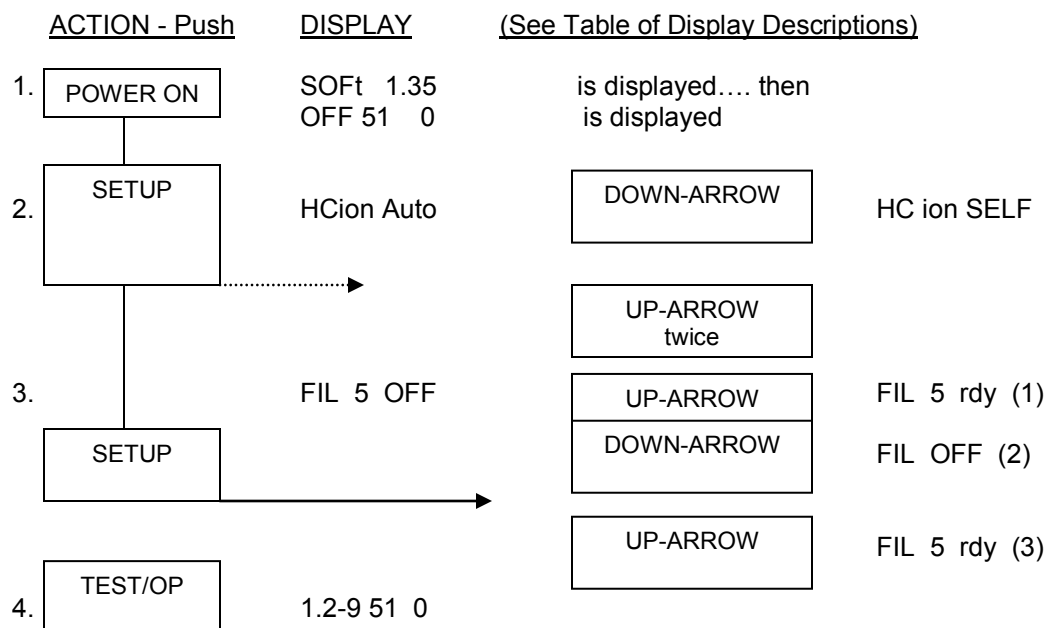 ACTION - Push DISPLAY (See Table of Display Descriptions)
1. POWER ON SOFt 1.35 is displayed…. then
OFF 51 0 is displayed
2. SETUP HCion Auto DOWN-ARROW HC ion SELF
UP-ARROW
twice
3. FIL 5 OFF UP-ARROW FIL 5 rdy (1)
SETUP DOWN-ARROW FIL OFF (2)
UP-ARROW FIL 5 rdy (3)
4. TEST/OP 1.2-9 51 0